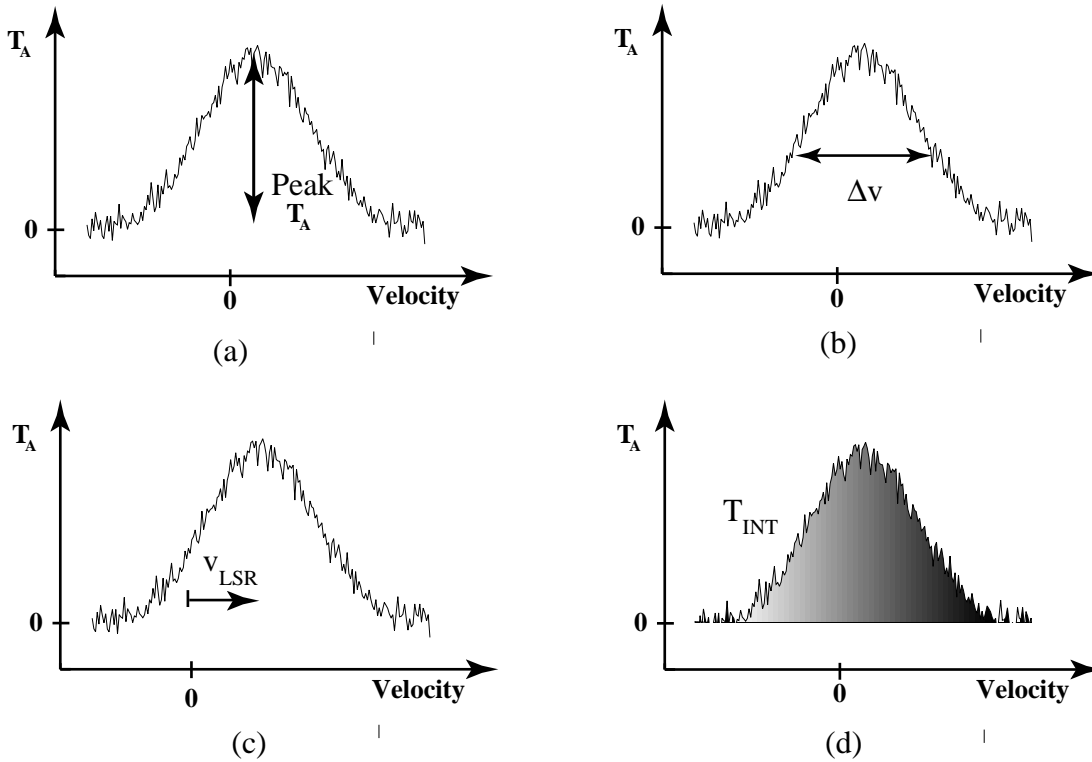 T_A
Peak
T_A
0
0
Velocity
(a)
T_A
Δv
0
0
Velocity
(b)
T_A
v_LSR
0
0
Velocity
(c)
T_A
T_INT
0
0
Velocity
(d)